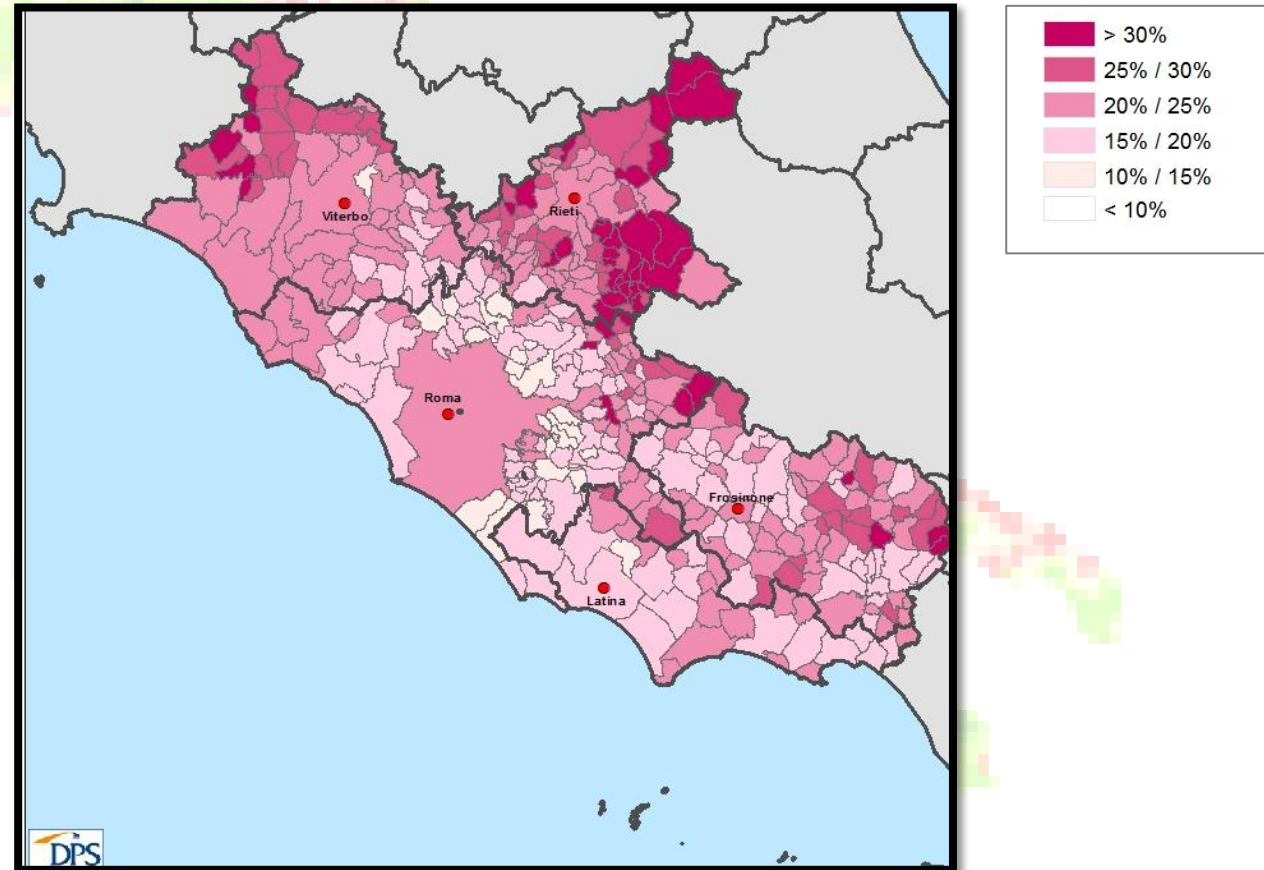 > 30%
25% / 30%
20% / 25%
15% / 20%
10% / 15%
< 10%
Viterbo
Rieti
Roma
Frosinone
Latina
DPS